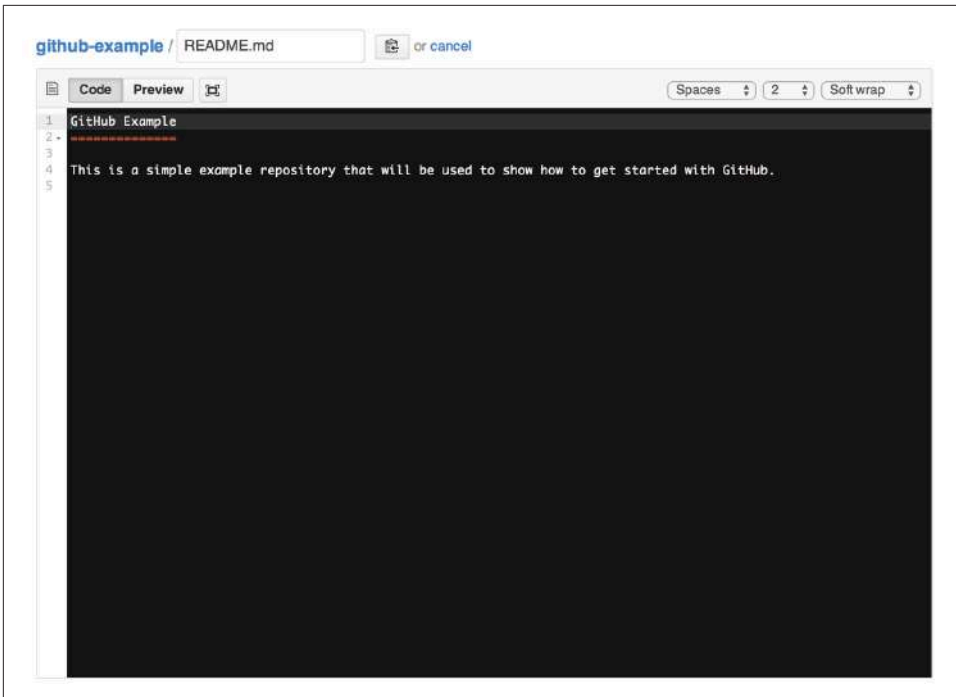 github-example / README.md or cancel
Code Preview Spaces 2 Soft wrap
1 GitHub Example
2 ==============
3
4 This is a simple example repository that will be used to show how to get started with GitHub.
5